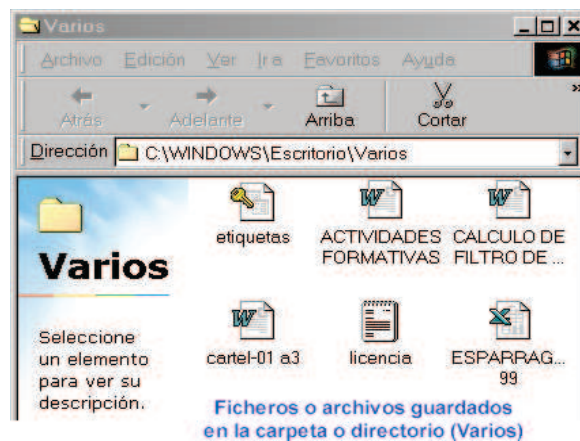 Varios
Archivo Edición Ver Ir a Favoritos Ayuda
Atrás Adelante Arriba Cortar
Dirección C:\WINDOWS\Escritorio\Varios
Varios
Seleccione
un elemento
para ver su
descripción.
etiquetas
ACTIVIDADES
FORMATIVAS
CALCULO DE
FILTRO DE ...
cartel-01 a3
licencia
ESPARRAG...
99
Ficheros o archivos guardados
en la carpeta o directorio (Varios)